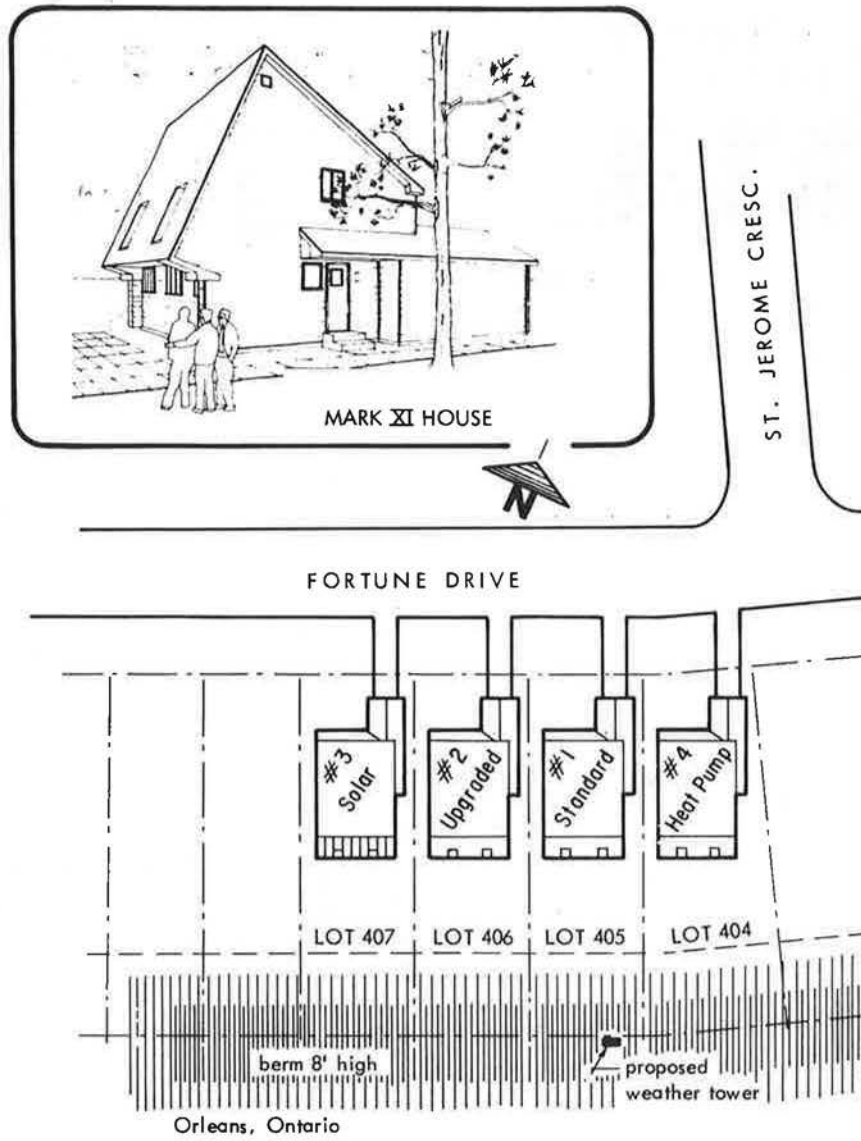 MARK XI HOUSE
N
ST. JEROME CRESC.
FORTUNE DRIVE
#3
Solar
#2
Upgraded
#1
Standard
#4
Heat Pump
LOT 407
LOT 406
LOT 405
LOT 404
berm 8' high
proposed
weather tower
Orleans, Ontario